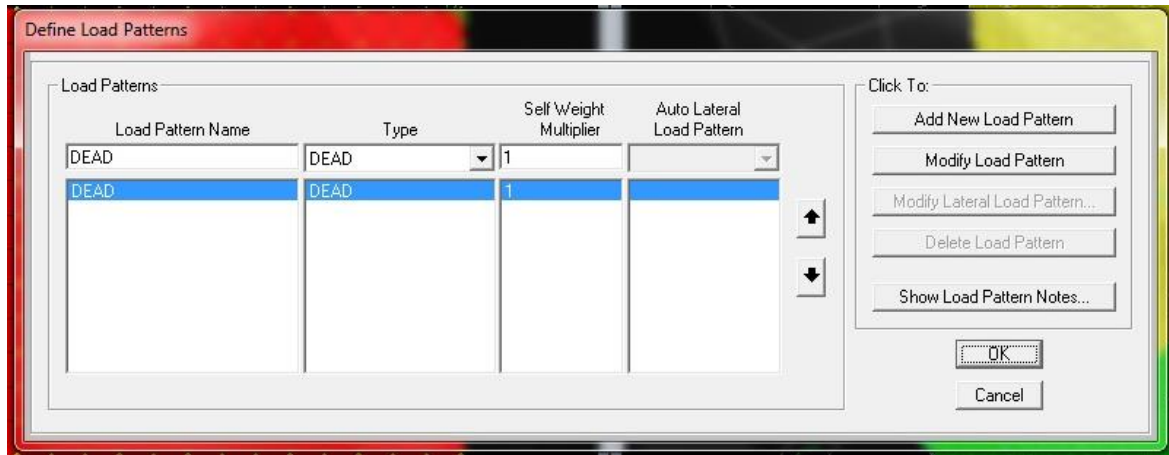 Define Load Patterns
Load Patterns
Click To:
Load Pattern Name
Type
Self Weight
Multiplier
Auto Lateral
Load Pattern
DEAD
DEAD
1
DEAD
DEAD
1
Add New Load Pattern
Modify Load Pattern
Modify Lateral Load Pattern...
Delete Load Pattern
Show Load Pattern Notes...
OK
Cancel